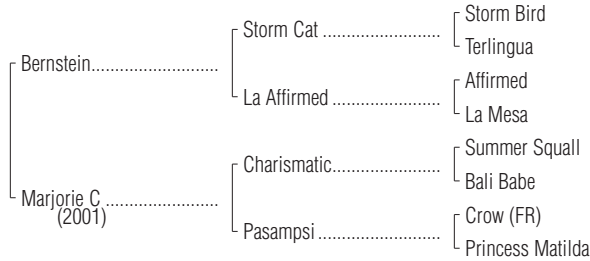 Storm Bird
Storm Cat ........................
Terlingua
Bernstein..........................
Affirmed
La Affirmed ......................
La Mesa
Summer Squall
Charismatic......................
Bali Babe
Marjorie C .......................
(2001)
Crow (FR)
Pasampsi .........................
Princess Matilda